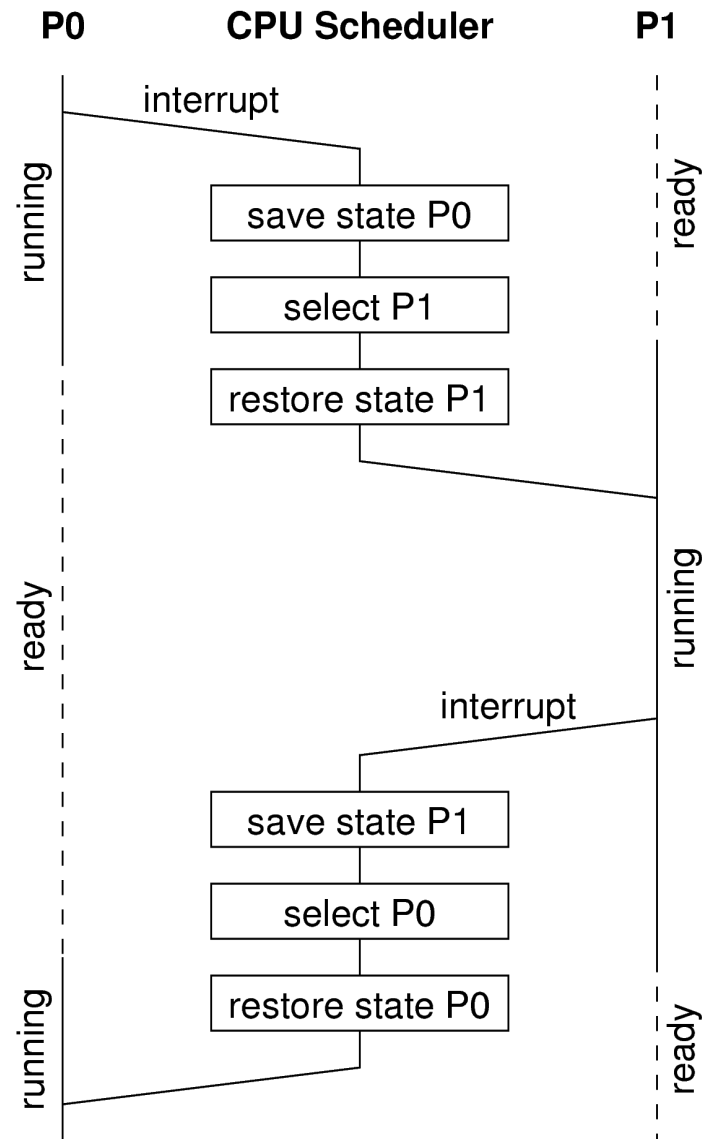 P0 CPU Scheduler P1
interrupt
running
ready
save state P0
select P1
restore state P1
ready
running
interrupt
save state P1
select P0
restore state P0
running
ready